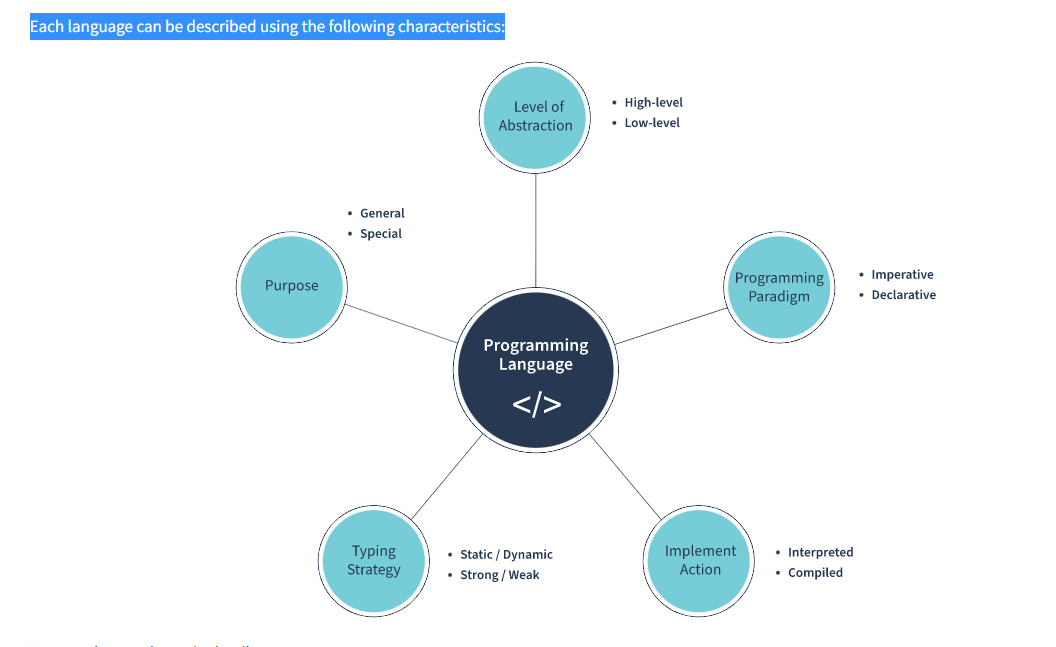 Each language can be described using the following characteristics:
Level of
Abstraction
• High-level
• Low-level
• General
• Special
Purpose
Programming
Paradigm
• Imperative
• Declarative
Programming
Language
</>
Typing
Strategy
• Static / Dynamic
• Strong / Weak
Implement
Action
• Interpreted
• Compiled